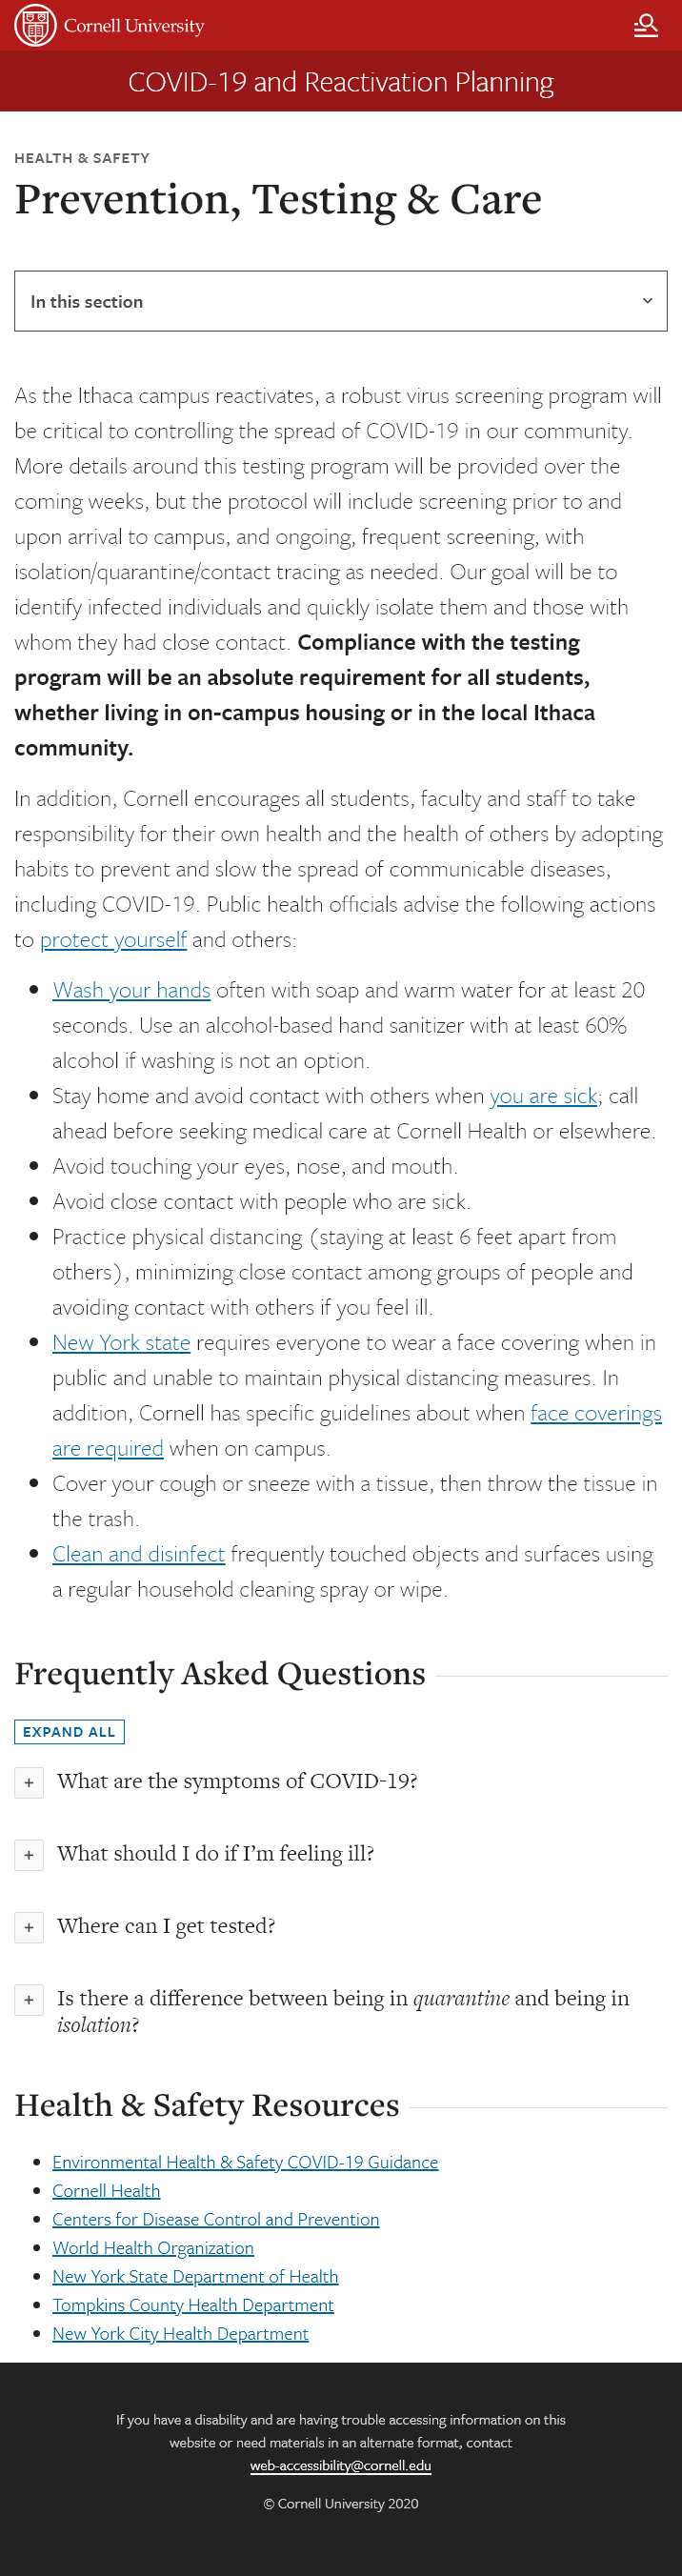 Cornell University
COVID-19 and Reactivation Planning
HEALTH & SAFETY
Prevention, Testing & Care
In this section
As the Ithaca campus reactivates, a robust virus screening program will
be critical to controlling the spread of COVID-19 in our community.
More details around this testing program will be provided over the
coming weeks, but the protocol will include screening prior to and
upon arrival to campus, and ongoing, frequent screening, with
isolation/quarantine/contact tracing as needed. Our goal will be to
identify infected individuals and quickly isolate them and those with
whom they had close contact. Compliance with the testing
program will be an absolute requirement for all students,
whether living in on-campus housing or in the local Ithaca
community.
In addition, Cornell encourages all students, faculty and staff to take
responsibility for their own health and the health of others by adopting
habits to prevent and slow the spread of communicable diseases,
including COVID-19. Public health officials advise the following actions
to protect yourself and others:
• Wash your hands often with soap and warm water for at least 20
seconds. Use an alcohol-based hand sanitizer with at least 60%
alcohol if washing is not an option.
• Stay home and avoid contact with others when you are sick; call
ahead before seeking medical care at Cornell Health or elsewhere.
• Avoid touching your eyes, nose, and mouth.
• Avoid close contact with people who are sick.
• Practice physical distancing (staying at least 6 feet apart from
others), minimizing close contact among groups of people and
avoiding contact with others if you feel ill.
• New York state requires everyone to wear a face covering when in
public and unable to maintain physical distancing measures. In
addition, Cornell has specific guidelines about when face coverings
are required when on campus.
• Cover your cough or sneeze with a tissue, then throw the tissue in
the trash.
• Clean and disinfect frequently touched objects and surfaces using
a regular household cleaning spray or wipe.
Frequently Asked Questions
EXPAND ALL
+ What are the symptoms of COVID-19?
+ What should I do if I’m feeling ill?
+ Where can I get tested?
+ Is there a difference between being in quarantine and being in
isolation?
Health & Safety Resources
• Environmental Health & Safety COVID-19 Guidance
• Cornell Health
• Centers for Disease Control and Prevention
• World Health Organization
• New York State Department of Health
• Tompkins County Health Department
• New York City Health Department
If you have a disability and are having trouble accessing information on this
website or need materials in an alternate format, contact
web-accessibility@cornell.edu
© Cornell University 2020